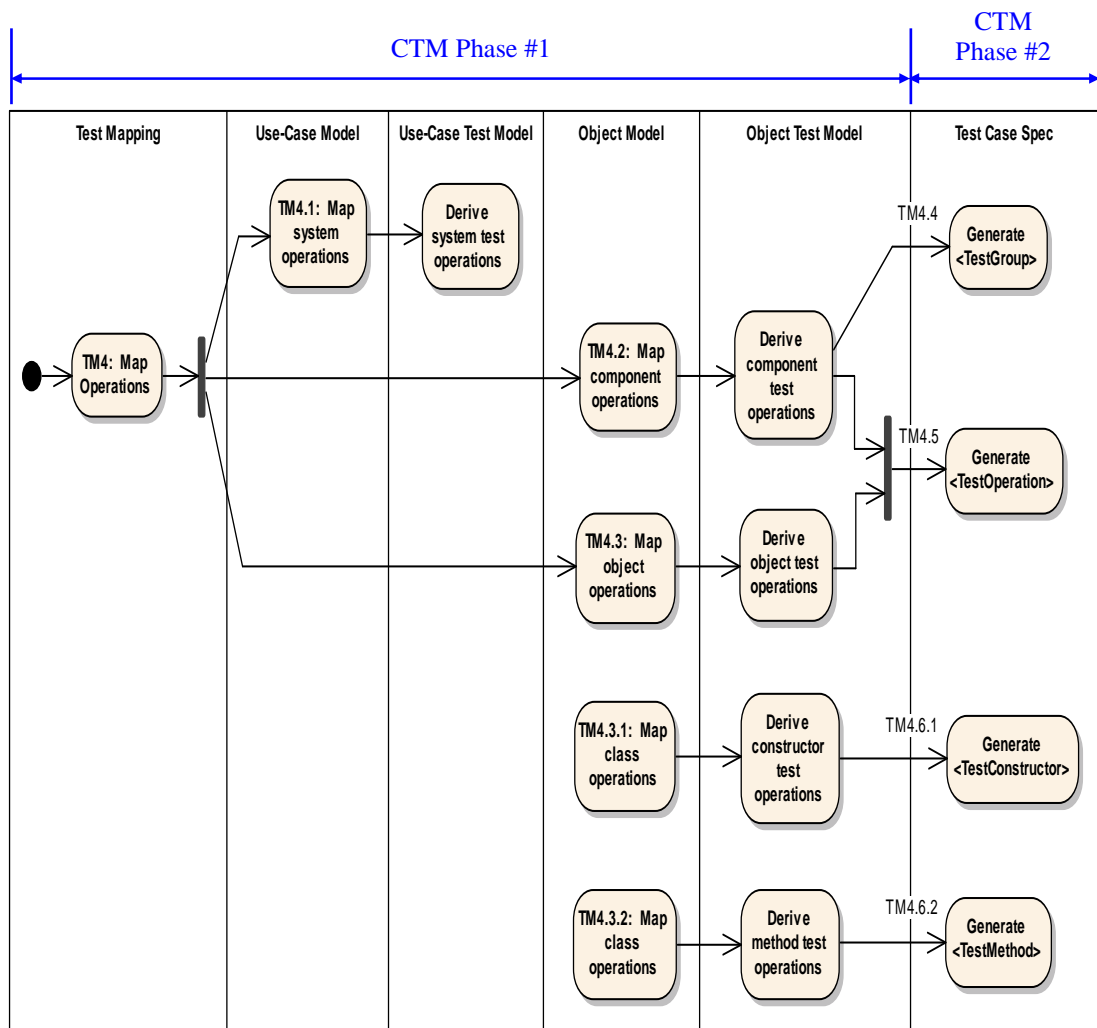 CTM Phase #1
CTM
Phase #2
Test Mapping
Use-Case Model
Use-Case Test Model
Object Model
Object Test Model
Test Case Spec
TM4.1: Map
system
operations
Derive
system test
operations
TM4.4
Generate
<TestGroup>
TM4: Map
Operations
TM4.2: Map
component
operations
Derive
component
test
operations
TM4.5
Generate
<TestOperation>
TM4.3: Map
object
operations
Derive
object test
operations
TM4.3.1: Map
class
operations
Derive
constructor
test
operations
TM4.6.1
Generate
<TestConstructor>
TM4.3.2: Map
class
operations
Derive
method test
operations
TM4.6.2
Generate
<TestMethod>